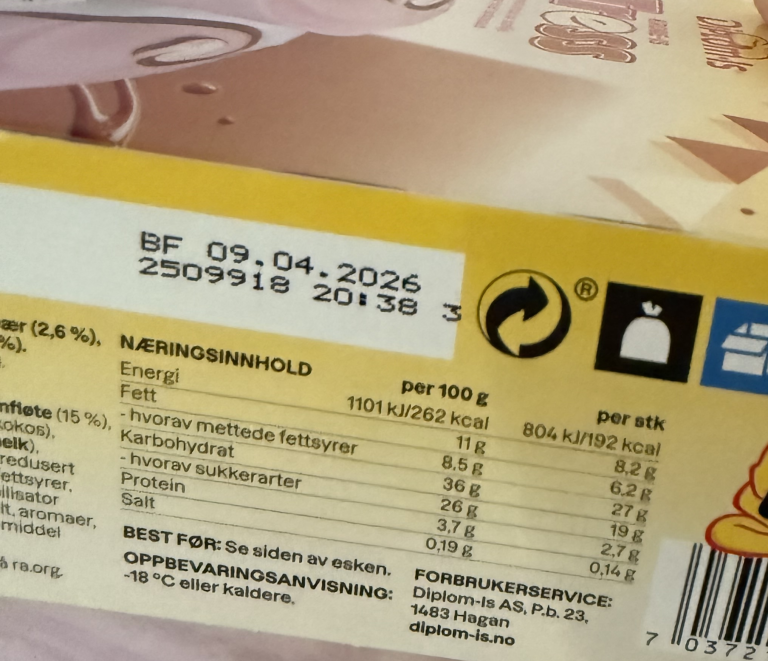 BF 09.04.2026
2509918 20:38 3
®
ær (2,6 %),
%).
nfløte (15 %),
okos),
elk),
redusert
ettsyrer,
ilisator
lt, aromaer,
middel
å ra.org.
NÆRINGSINNHOLD per 100 g per stk
Energi 1101 kJ/262 kcal 804 kJ/192 kcal
Fett 11 g 8,2 g
- hvorav mettede fettsyrer 8,5 g 6,2 g
Karbohydrat 36 g 27 g
- hvorav sukkerarter 26 g 19 g
Protein 3,7 g 2,7 g
Salt 0,19 g 0,14 g
BEST FØR: Se siden av esken.
OPPBEVARINGSANVISNING:
-18 °C eller kaldere.
FORBRUKERSERVICE:
Diplom-Is AS, P.b. 23,
1483 Hagan
diplom-is.no
7 0372